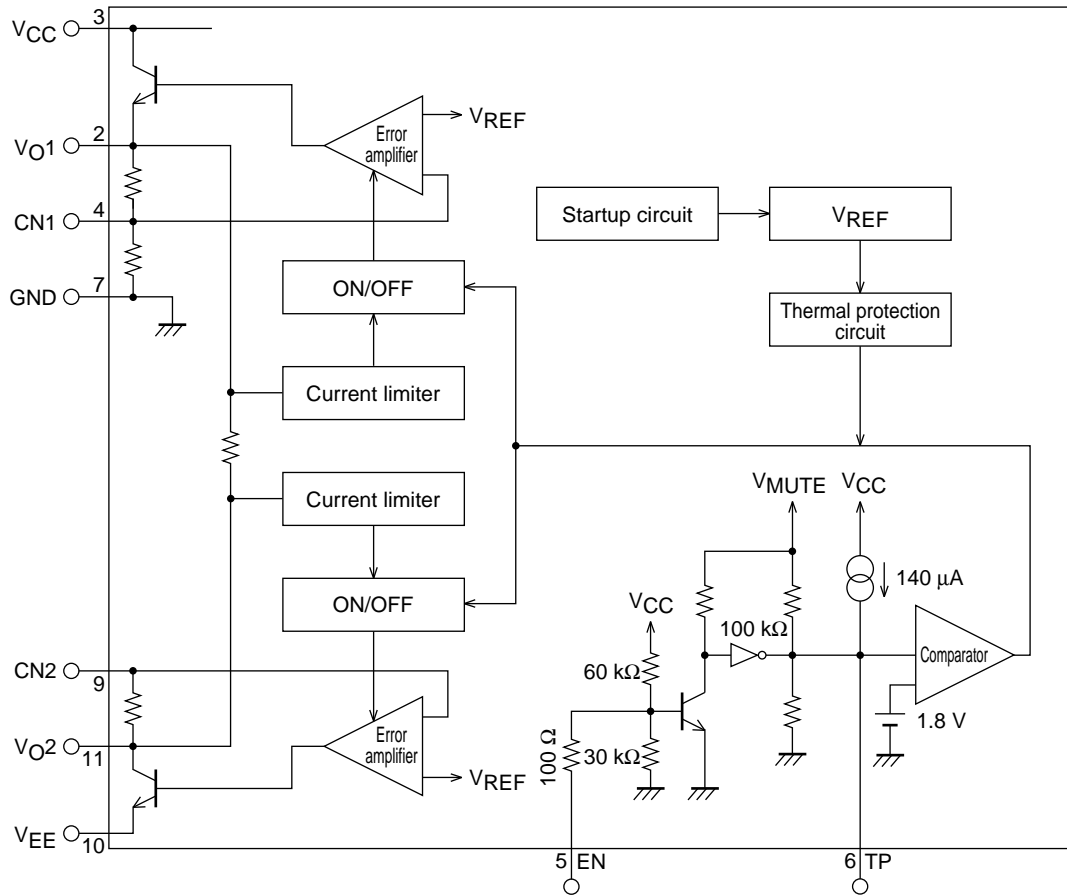 VCC
3
VO1
2
CN1
4
GND
7
Error
amplifier
VREF
ON/OFF
Current limiter
Startup circuit
VREF
Thermal protection
circuit
Current limiter
ON/OFF
VMUTE
VCC
140 μA
VCC
100 kΩ
60 kΩ
Comparator
1.8 V
30 kΩ
100 Ω
CN2
9
VO2
11
Error
amplifier
VREF
VEE
10
5 EN
6 TP